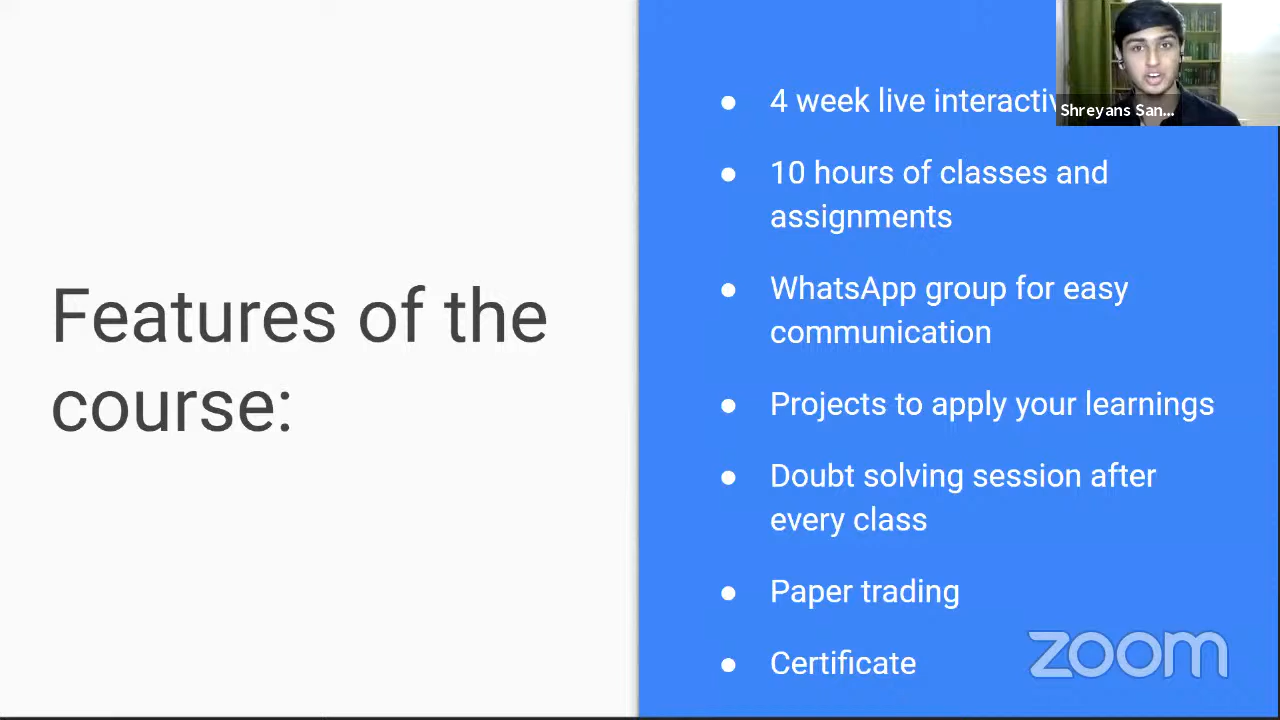 Features of the
course:
● 4 week live
● 10 hours of classes and
assignments
● WhatsApp group for easy
communication
● Projects to apply your learnings
● Doubt solving session after
every class
● Paper trading
● Certificate
Shreyans San...
zoom